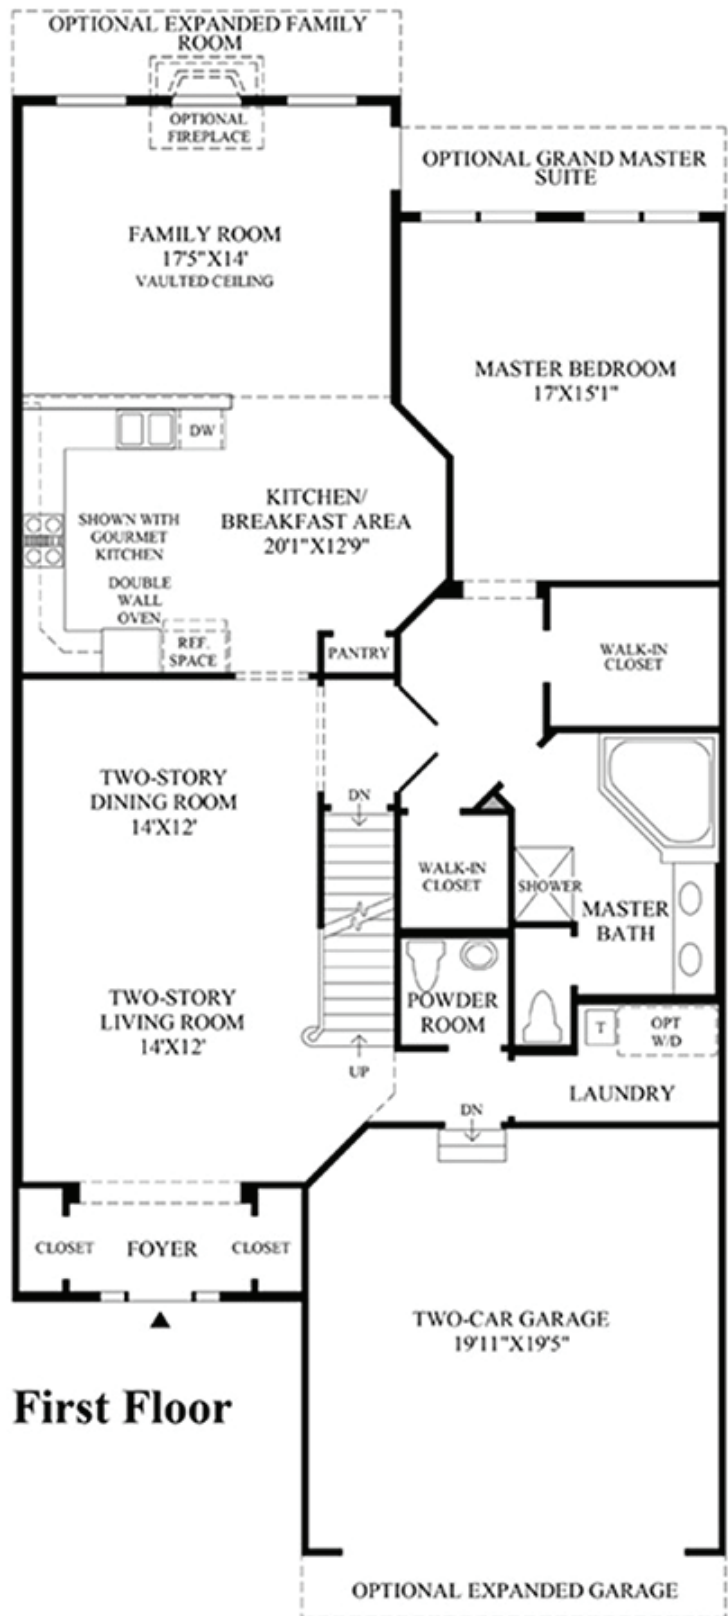 OPTIONAL EXPANDED FAMILY
ROOM
OPTIONAL
FIREPLACE
OPTIONAL GRAND MASTER
SUITE
FAMILY ROOM
17'5"X14'
VAULTED CEILING
MASTER BEDROOM
17'X15'1"
DW
KITCHEN/
BREAKFAST AREA
20'1"X12'9"
SHOWN WITH
GOURMET
KITCHEN
DOUBLE
WALL
OVEN
REF.
SPACE
PANTRY
WALK-IN
CLOSET
TWO-STORY
DINING ROOM
14'X12'
DN
WALK-IN
CLOSET
SHOWER
MASTER
BATH
TWO-STORY
LIVING ROOM
14'X12'
POWDER
ROOM
T
OPT
W/D
UP
LAUNDRY
DN
CLOSET
FOYER
CLOSET
TWO-CAR GARAGE
19'11"X19'5"
First Floor
OPTIONAL EXPANDED GARAGE